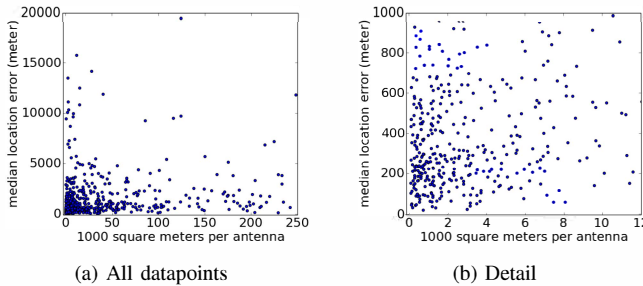 20000
15000
10000
5000
0
0 50 100 150 200 250
median location error (meter)
1000 square meters per antenna
(a) All datapoints
1000
800
600
400
200
0
0 2 4 6 8 10 12
median location error (meter)
1000 square meters per antenna
(b) Detail